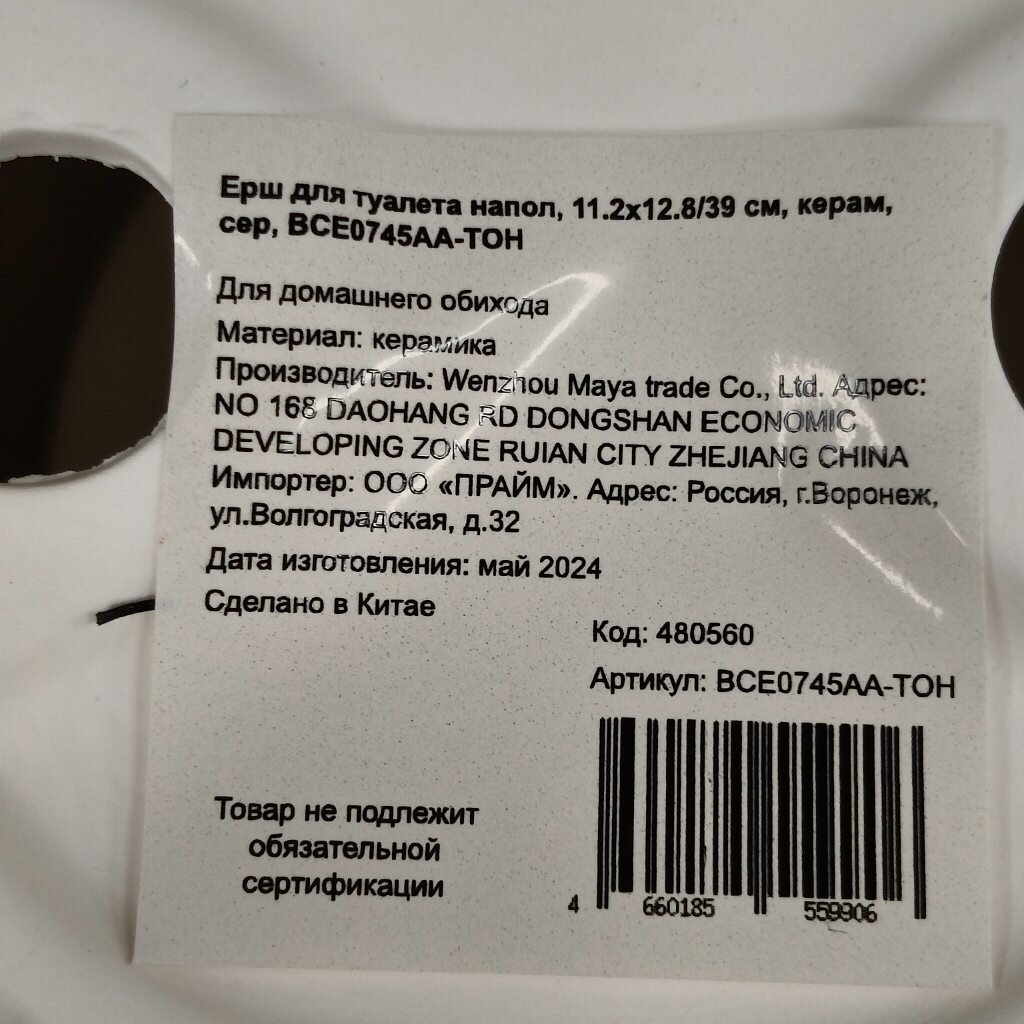 Ерш для туалета напол, 11.2х12.8/39 см, керам,
сер, BCE0745AA-TOH
Для домашнего обихода
Материал: керамика
Производитель: Wenzhou Maya trade Co., Ltd. Адрес:
NO 168 DAOHANG RD DONGSHAN ECONOMIC
DEVELOPING ZONE RUIAN CITY ZHEJIANG CHINA
Импортер: ООО «ПРАЙМ». Адрес: Россия, г.Воронеж,
ул.Волгоградская, д.32
Дата изготовления: май 2024
Сделано в Китае
Код: 480560
Артикул: BCE0745AA-TOH
Товар не подлежит
обязательной
сертификации
4 660185 559906